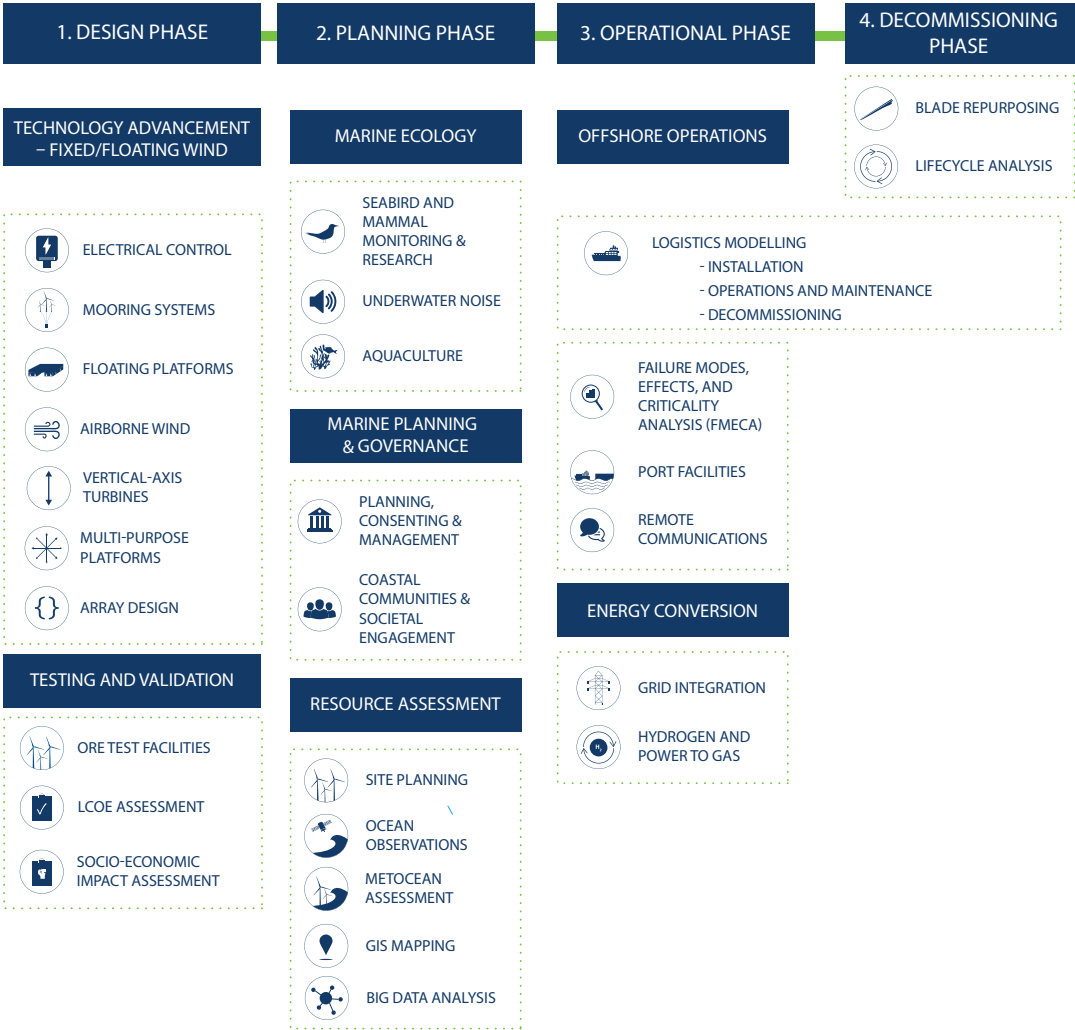 1. DESIGN PHASE
2. PLANNING PHASE
3. OPERATIONAL PHASE
4. DECOMMISSIONING
PHASE
TECHNOLOGY ADVANCEMENT
– FIXED/FLOATING WIND
ELECTRICAL CONTROL
MOORING SYSTEMS
FLOATING PLATFORMS
AIRBORNE WIND
VERTICAL-AXIS
TURBINES
MULTI-PURPOSE
PLATFORMS
{}
ARRAY DESIGN
TESTING AND VALIDATION
ORE TEST FACILITIES
LCOE ASSESSMENT
SOCIO-ECONOMIC
IMPACT ASSESSMENT
MARINE ECOLOGY
SEABIRD AND
MAMMAL
MONITORING &
RESEARCH
UNDERWATER NOISE
AQUACULTURE
MARINE PLANNING
& GOVERNANCE
PLANNING,
CONSENTING &
MANAGEMENT
COASTAL
COMMUNITIES &
SOCIETAL
ENGAGEMENT
RESOURCE ASSESSMENT
SITE PLANNING
OCEAN
OBSERVATIONS
METOCEAN
ASSESSMENT
GIS MAPPING
BIG DATA ANALYSIS
OFFSHORE OPERATIONS
LOGISTICS MODELLING
- INSTALLATION
- OPERATIONS AND MAINTENANCE
- DECOMMISSIONING
FAILURE MODES,
EFFECTS, AND
CRITICALITY
ANALYSIS (FMECA)
PORT FACILITIES
REMOTE
COMMUNICATIONS
ENERGY CONVERSION
GRID INTEGRATION
H₂
HYDROGEN AND
POWER TO GAS
BLADE REPURPOSING
LIFECYCLE ANALYSIS